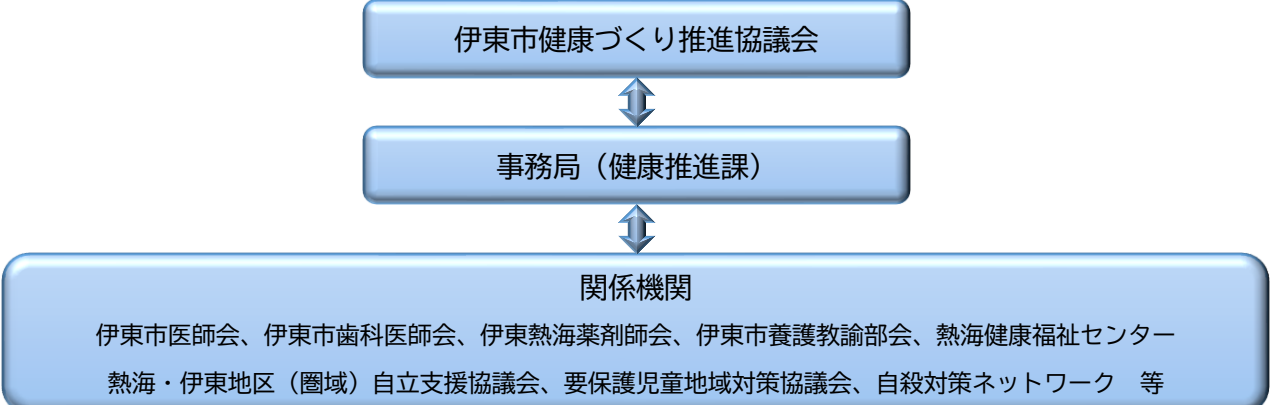 伊東市健康づくり推進協議会
事務局（健康推進課）
関係機関
伊東市医師会、伊東市歯科医師会、伊東熱海薬剤師会、伊東市養護教諭部会、熱海健康福祉センター
熱海・伊東地区（圏域）自立支援協議会、要保護児童地域対策協議会、自殺対策ネットワーク　等